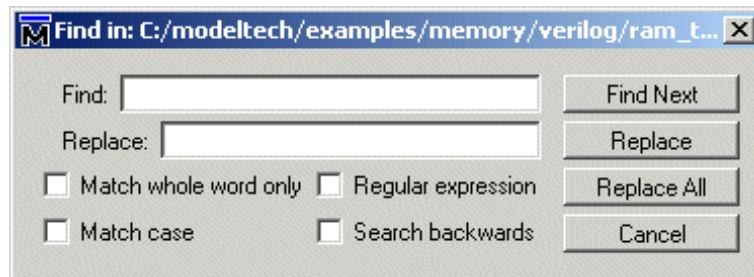 M Find in: C:/modeltech/examples/memory/verilog/ram_t... X
Find: Find Next
Replace: Replace
Match whole word only Regular expression Replace All
Match case Search backwards Cancel